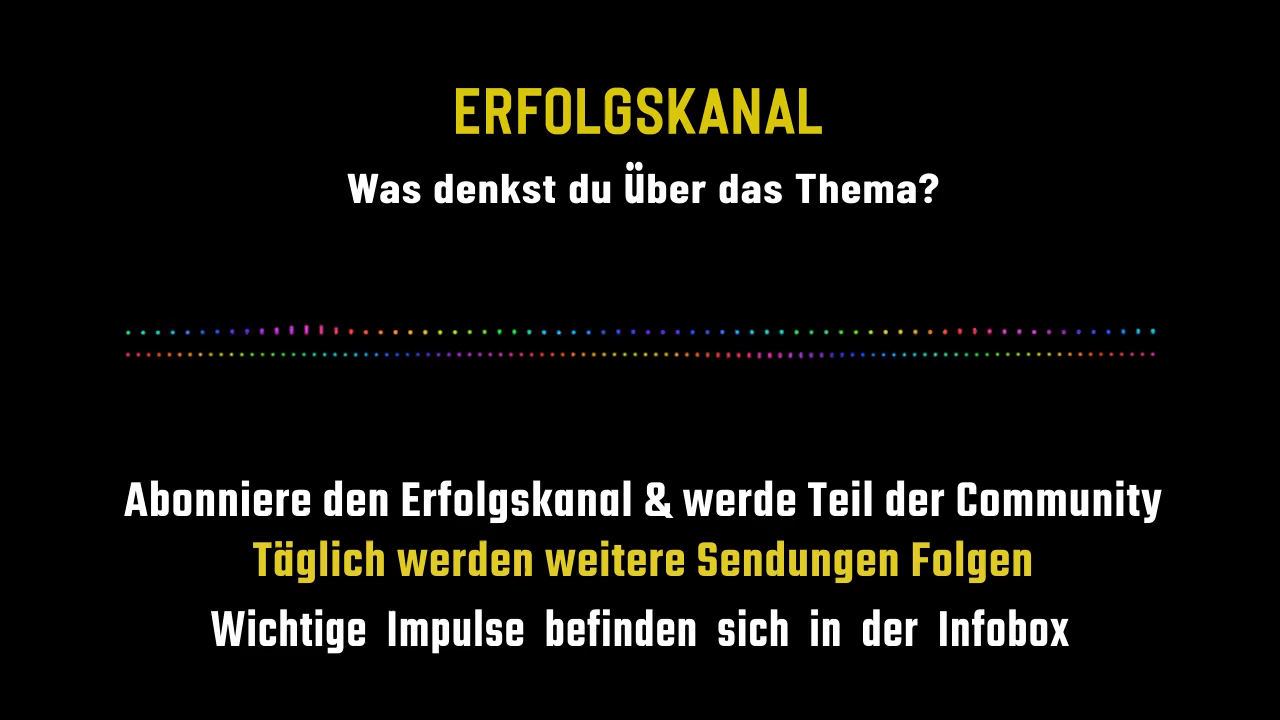 ERFOLGSKANAL
Was denkst du Über das Thema?
Abonniere den Erfolgskanal & werde Teil der Community
Täglich werden weitere Sendungen Folgen
Wichtige Impulse befinden sich in der Infobox